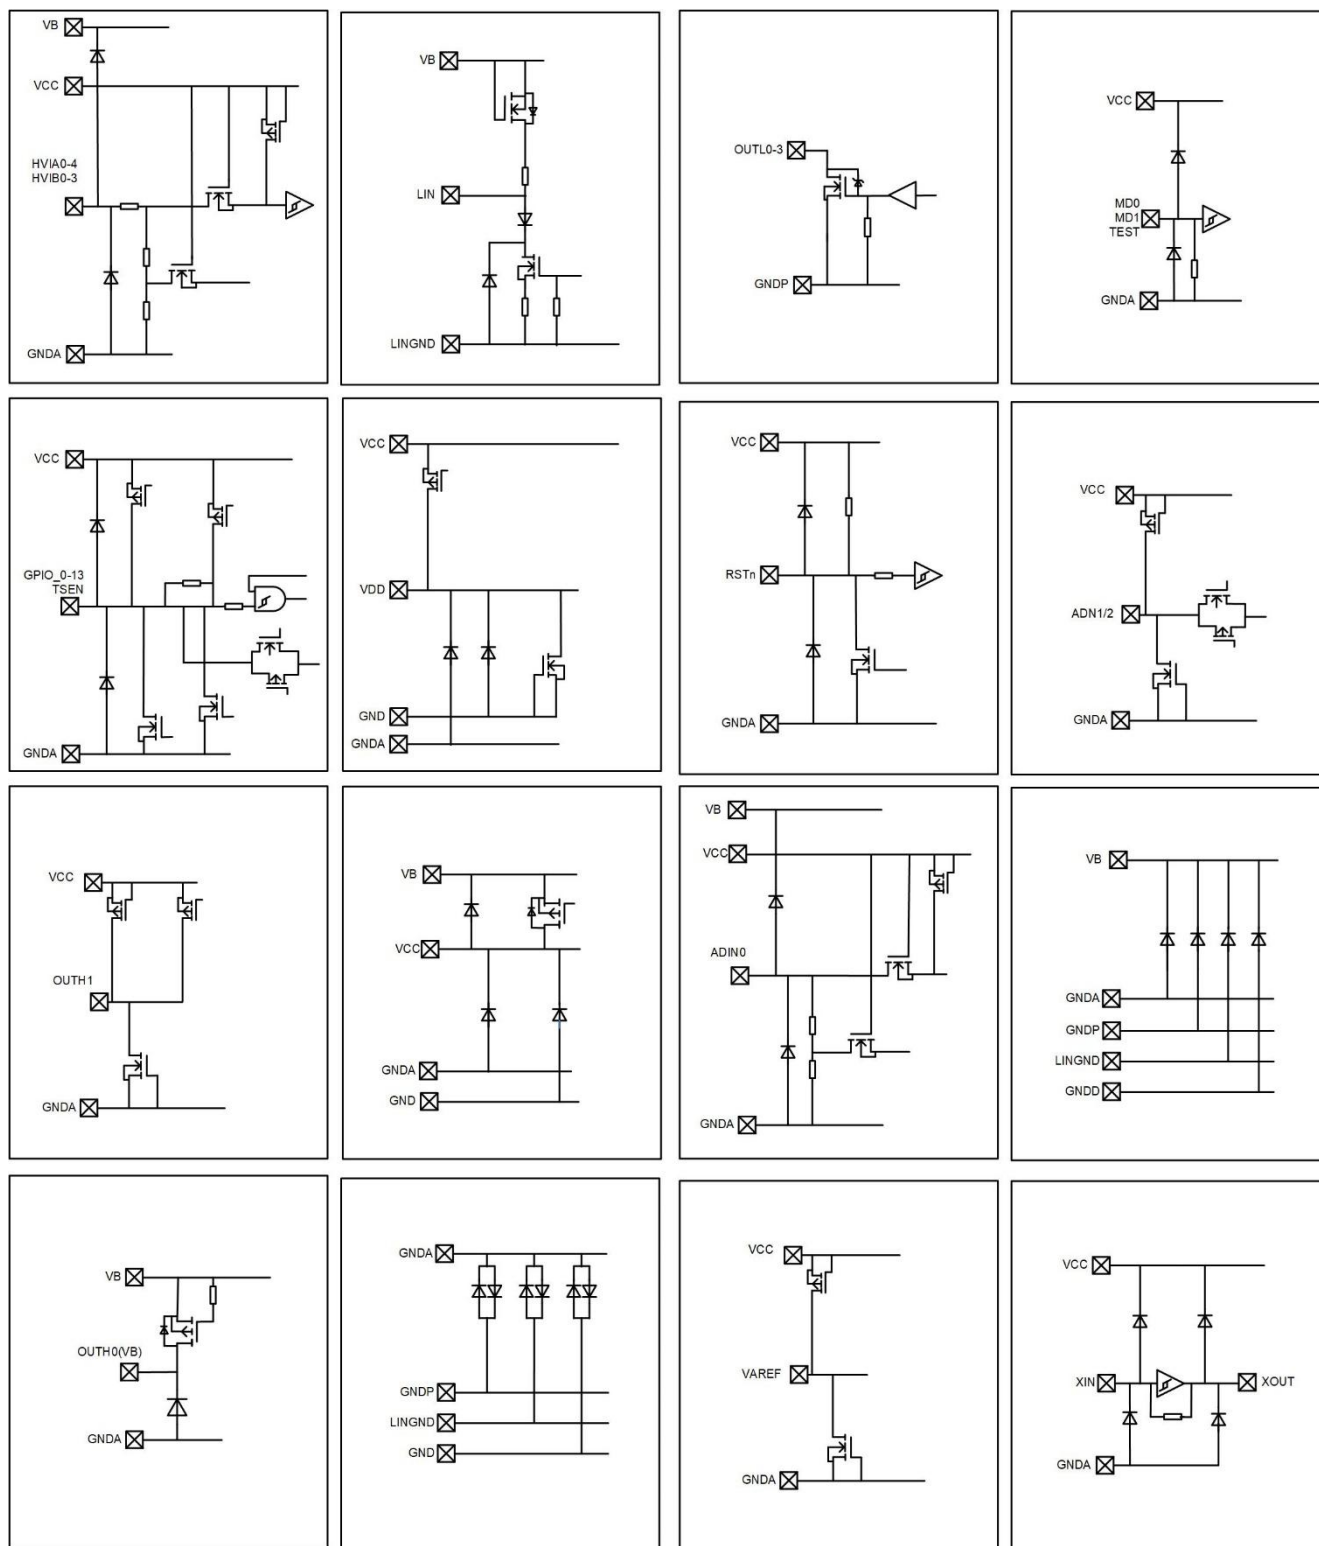 VB
VCC
HVIA0-4
HVIB0-3
GNDA
VB
LIN
LINGND
OUTL0-3
GNDP
VCC
MD0
MD1
TEST
GNDA
VCC
GPIO_0-13
TSEN
GNDA
VCC
VDD
GND
GNDA
VCC
RSTn
GNDA
VCC
ADN1/2
GNDA
VCC
OUTH1
GNDA
VB
VCC
GNDA
GND
VB
VCC
ADIN0
GNDA
VB
GNDA
GNDP
LINGND
GNDD
VB
OUTH0(VB)
GNDA
GNDA
GNDP
LINGND
GND
VCC
VAREF
GNDA
VCC
XIN
XOUT
GNDA